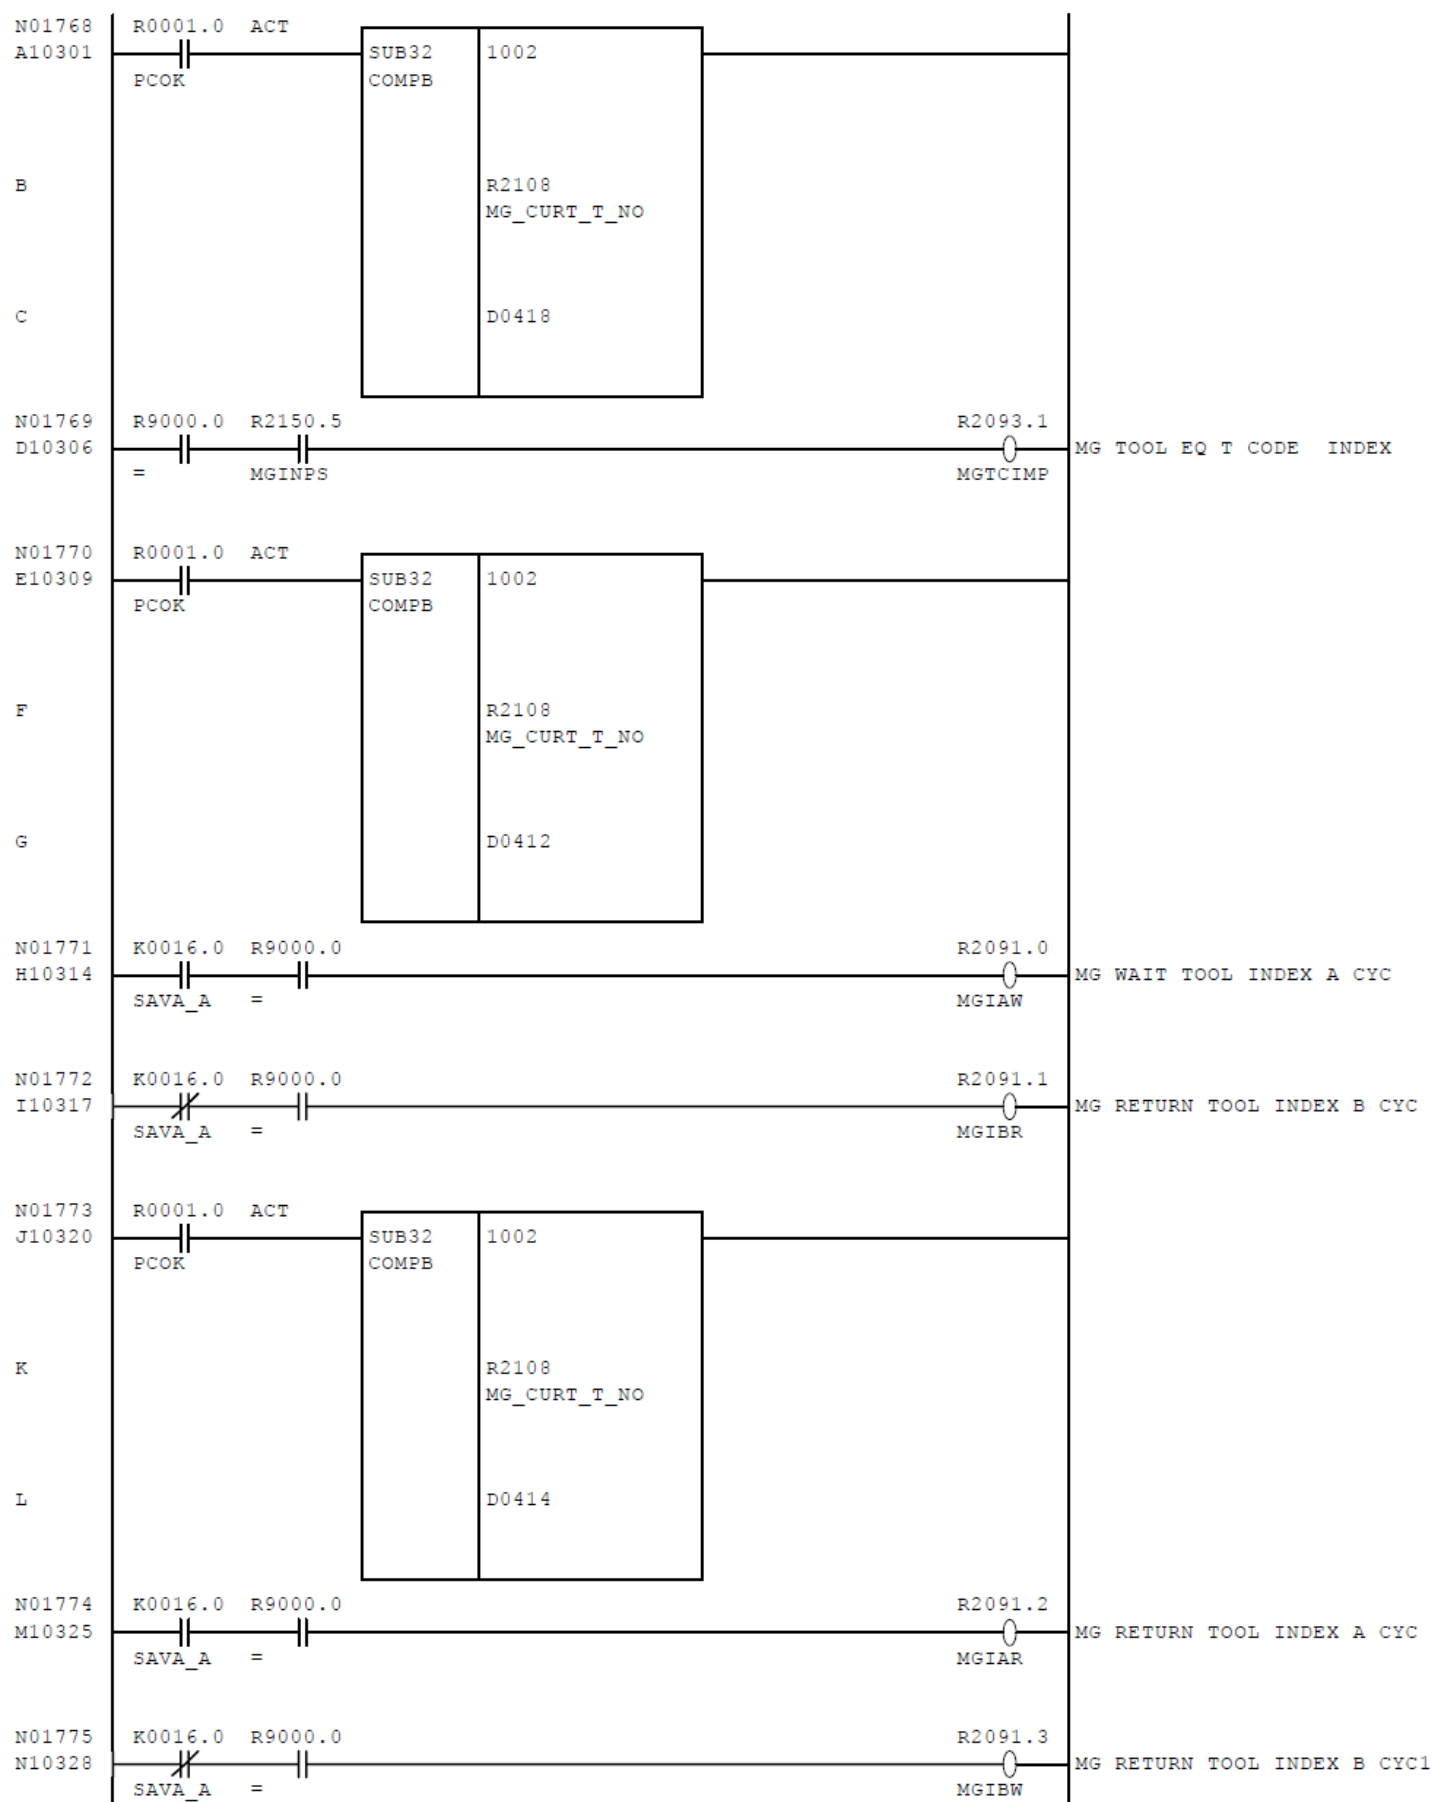 N01768 R0001.0 ACT
A10301 SUB32 1002
PCOK COMPB
B R2108
MG_CURT_T_NO
C D0418
N01769 R9000.0 R2150.5 R2093.1
D10306 MG TOOL EQ T CODE INDEX
= MGINPS MGTCIMP
N01770 R0001.0 ACT
E10309 SUB32 1002
PCOK COMPB
F R2108
MG_CURT_T_NO
G D0412
N01771 K0016.0 R9000.0 R2091.0
H10314 MG WAIT TOOL INDEX A CYC
SAVA_A = MGIAW
N01772 K0016.0 R9000.0 R2091.1
I10317 MG RETURN TOOL INDEX B CYC
SAVA_A = MGIBR
N01773 R0001.0 ACT
J10320 SUB32 1002
PCOK COMPB
K R2108
MG_CURT_T_NO
L D0414
N01774 K0016.0 R9000.0 R2091.2
M10325 MG RETURN TOOL INDEX A CYC
SAVA_A = MGIAR
N01775 K0016.0 R9000.0 R2091.3
N10328 MG RETURN TOOL INDEX B CYC1
SAVA_A = MGIBW